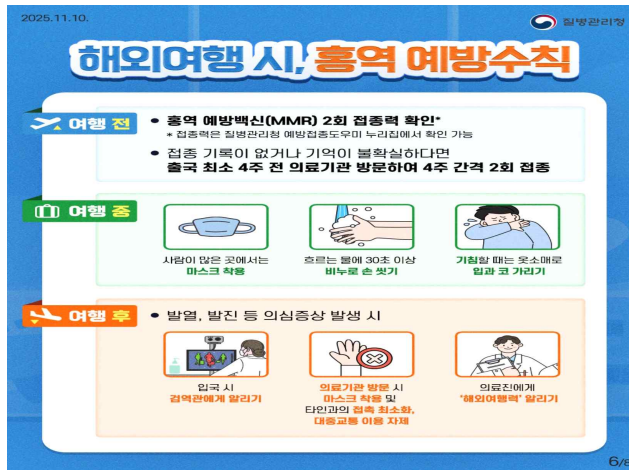 2025.11.10.
질병관리청
해외여행 시, 홍역 예방수칙
여행 전
• 홍역 예방백신(MMR) 2회 접종력 확인*
* 접종력은 질병관리청 예방접종도우미 누리집에서 확인 가능
• 접종 기록이 없거나 기억이 불확실하다면
출국 최소 4주 전 의료기관 방문하여 4주 간격 2회 접종
여행 중
사람이 많은 곳에서는
마스크 착용
흐르는 물에 30초 이상
비누로 손 씻기
기침할 때는 옷소매로
입과 코 가리기
여행 후
• 발열, 발진 등 의심증상 발생 시
입국 시
검역관에게 알리기
의료기관 방문 시
마스크 착용 및
타인과의 접촉 최소화,
대중교통 이용 자제
의료진에게
'해외여행력' 알리기
6/8